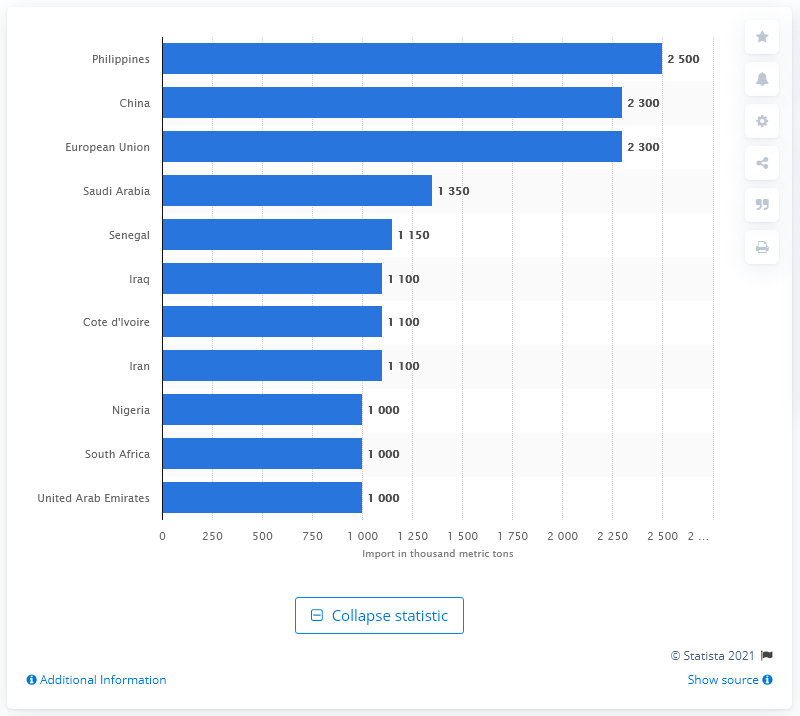 Philippines 2 500
China 2 300
European Union 2 300
Saudi Arabia 1 350
Senegal 1 150
Iraq 1 100
Cote d'Ivoire 1 100
Iran 1 100
Nigeria 1 000
South Africa 1 000
United Arab Emirates 1 000
0 250 500 750 1 000 1 250 1 500 1 750 2 000 2 250 2 500 2 ...
Import in thousand metric tons
Collapse statistic
© Statista 2021
Additional Information Show source